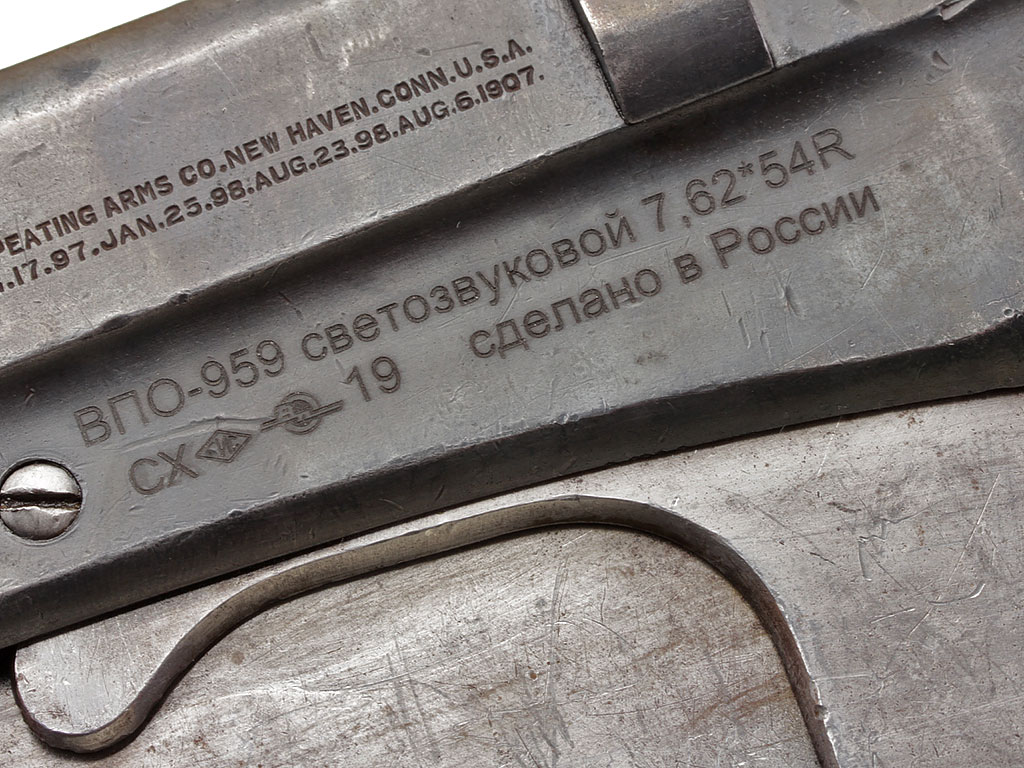 PEATING ARMS CO.NEW HAVEN.CONN.U.S.A.
.17.97.JAN.25.98.AUG.23.98.AUG.6.1907.
ВПО-959 светозвуковой 7,62*54R
СХ 19 сделано в России